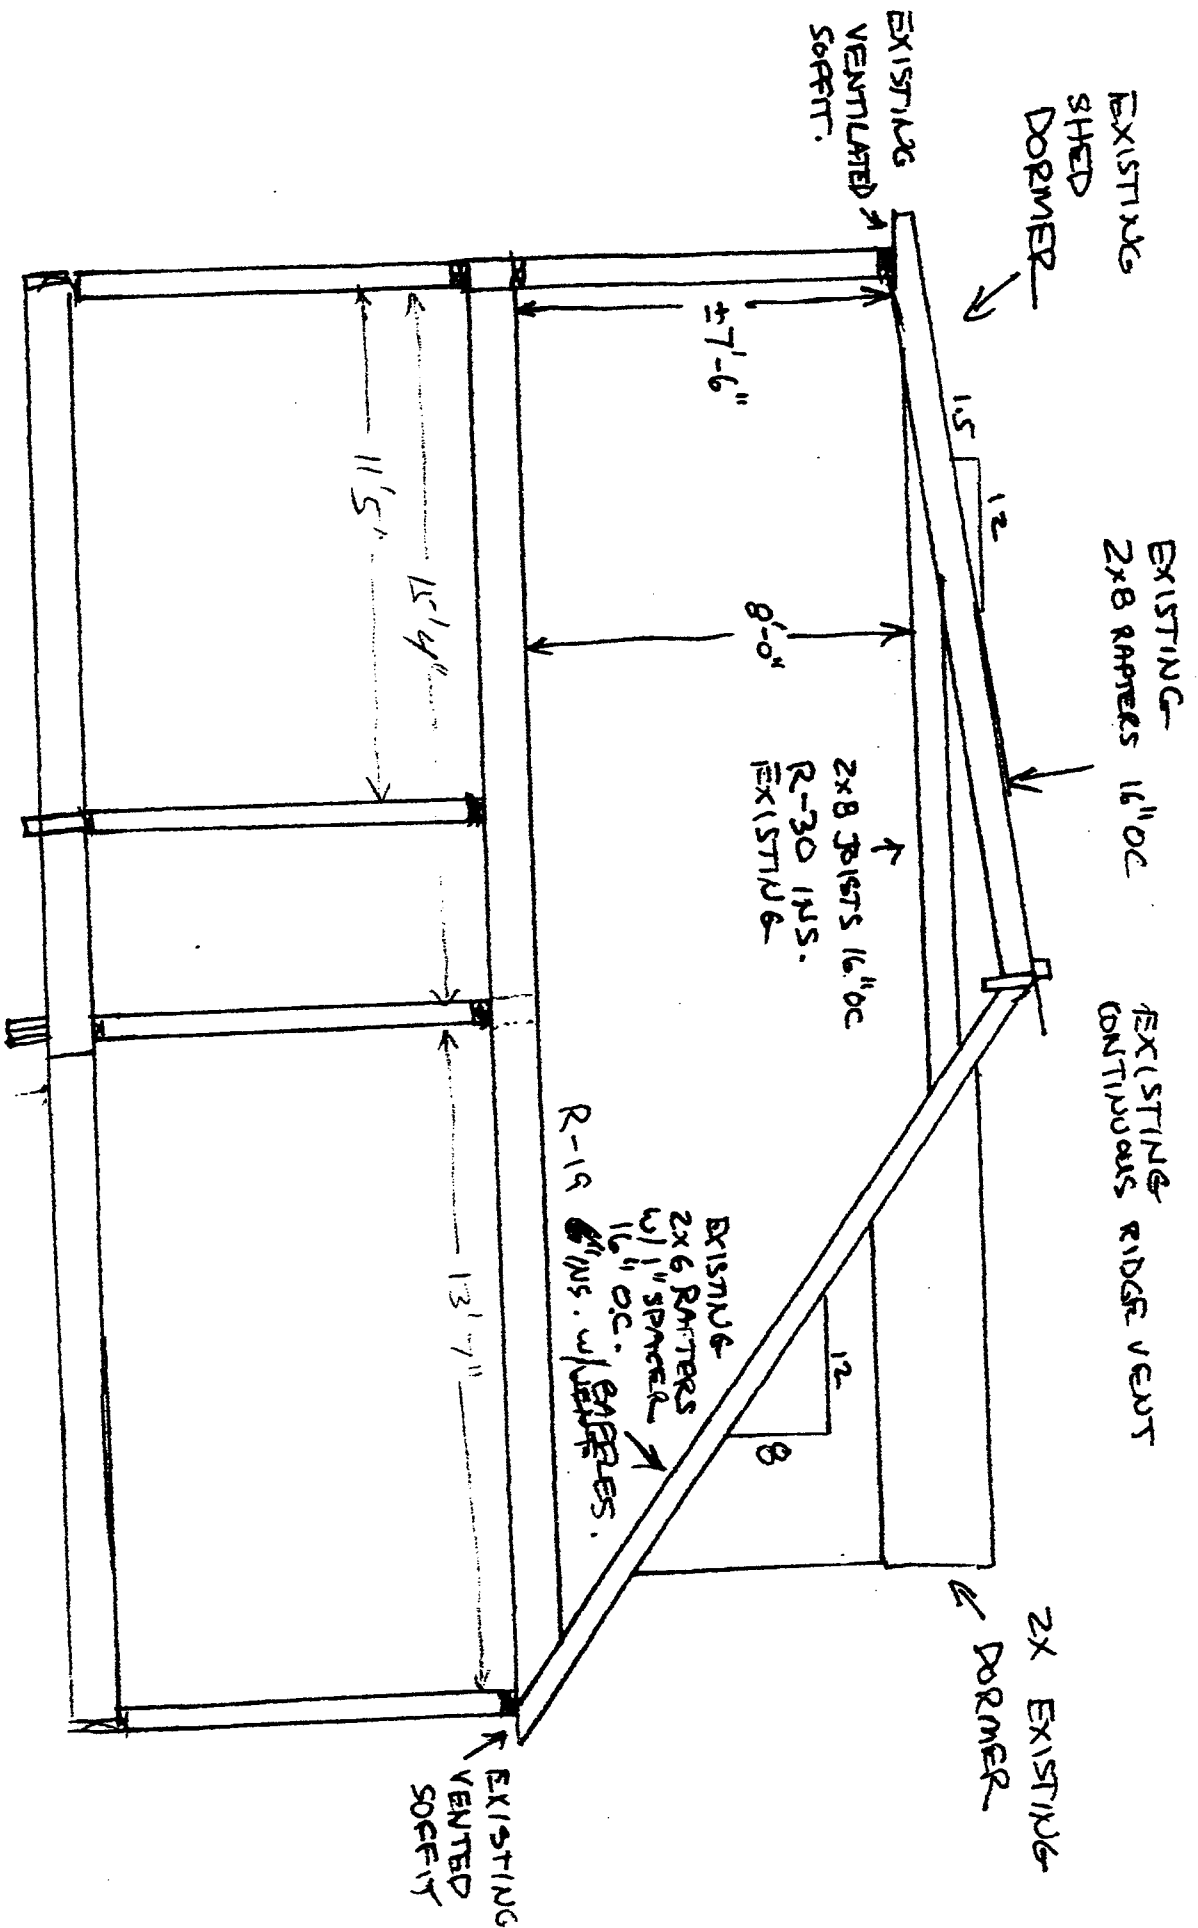 EXISTING
SHED
DORMER
EXISTING
VENTILATED
SOFFIT.
1.5
12
EXISTING
2x8 RAFTERS 16" OC
EXISTING
CONTINUOUS RIDGE VENT
2X EXISTING
DORMER
±7'-6"
8'-0"
2x8 JOISTS 16" OC
R-30 INS.
EXISTING
12
8
EXISTING
2x6 RAFTERS
W/ 1" SPACER
16" O.C.
R-19 INS. W/ BAFFLES.
EXISTING
VENTED
SOFFIT
15'4"
11'5"
13'7"